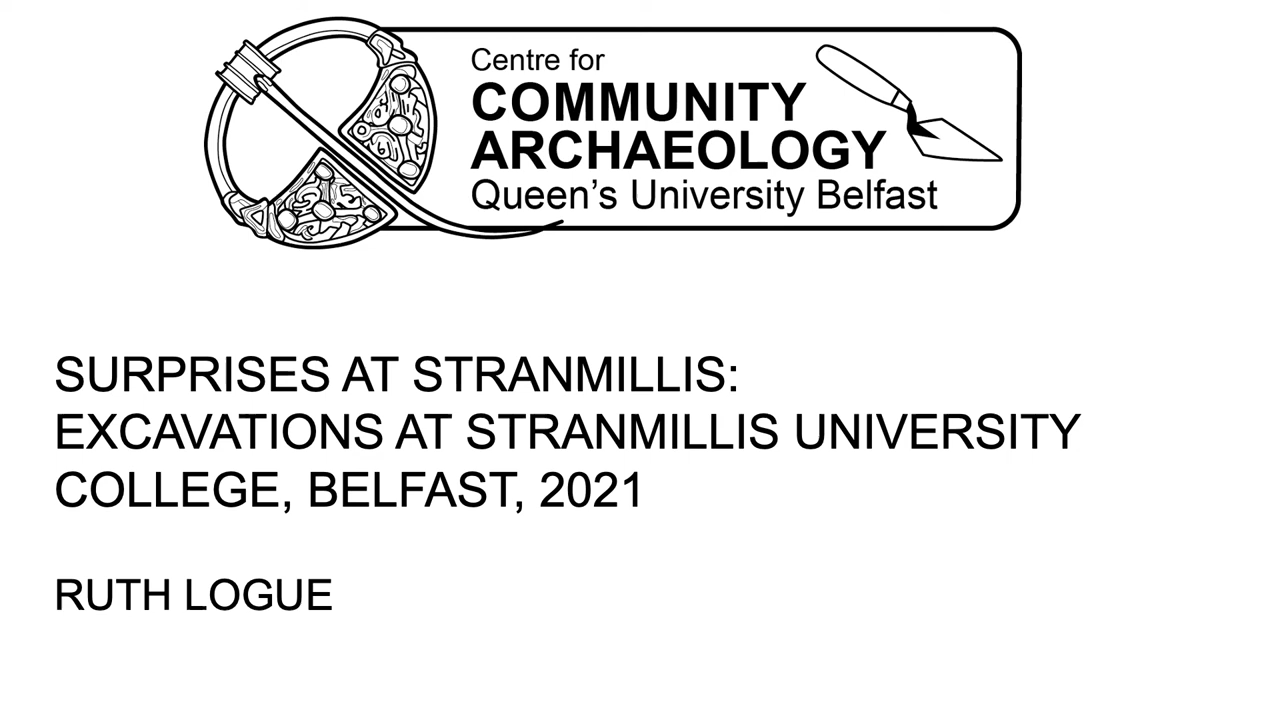 Centre for
COMMUNITY
ARCHAEOLOGY
Queen’s University Belfast
SURPRISES AT STRANMILLIS:
EXCAVATIONS AT STRANMILLIS UNIVERSITY
COLLEGE, BELFAST, 2021
RUTH LOGUE